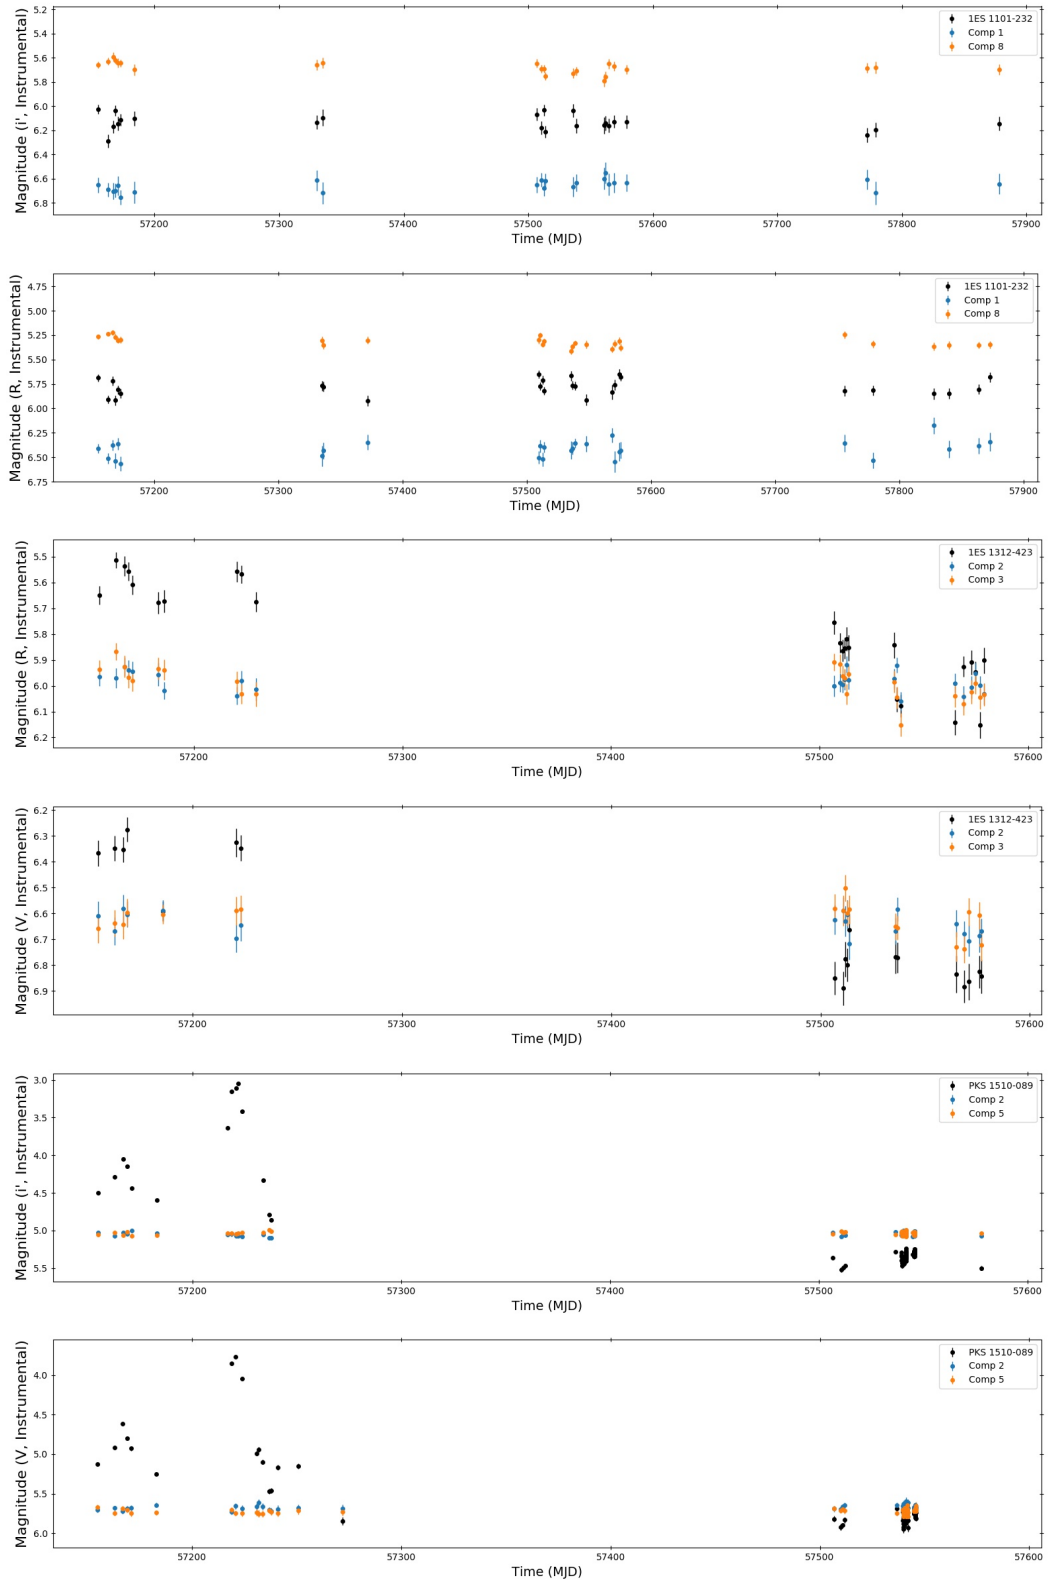 Magnitude (i', Instrumental)
5.2
5.4
5.6
5.8
6.0
6.2
6.4
6.6
6.8
1ES 1101-232
Comp 1
Comp 8
57200 57300 57400 57500 57600 57700 57800 57900
Time (MJD)
Magnitude (R, Instrumental)
4.75
5.00
5.25
5.50
5.75
6.00
6.25
6.50
6.75
1ES 1101-232
Comp 1
Comp 8
57200 57300 57400 57500 57600 57700 57800 57900
Time (MJD)
Magnitude (R, Instrumental)
5.5
5.6
5.7
5.8
5.9
6.0
6.1
6.2
1ES 1312-423
Comp 2
Comp 3
57200 57300 57400 57500 57600
Time (MJD)
Magnitude (V, Instrumental)
6.2
6.3
6.4
6.5
6.6
6.7
6.8
6.9
1ES 1312-423
Comp 2
Comp 3
57200 57300 57400 57500 57600
Time (MJD)
Magnitude (i', Instrumental)
3.0
3.5
4.0
4.5
5.0
5.5
PKS 1510-089
Comp 2
Comp 5
57200 57300 57400 57500 57600
Time (MJD)
Magnitude (V, Instrumental)
4.0
4.5
5.0
5.5
6.0
PKS 1510-089
Comp 2
Comp 5
57200 57300 57400 57500 57600
Time (MJD)